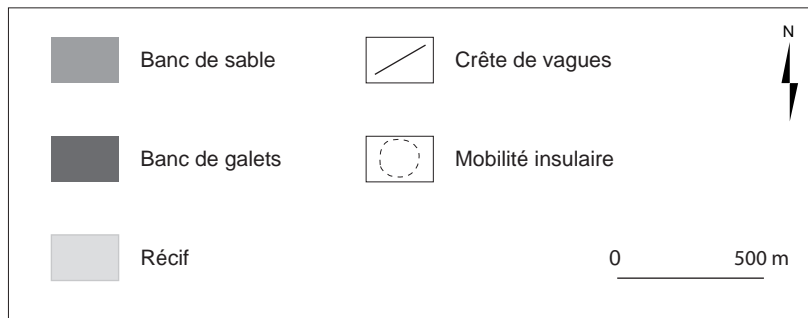 N
Banc de sable
Crête de vagues
Banc de galets
Mobilité insulaire
Récif
0 500 m